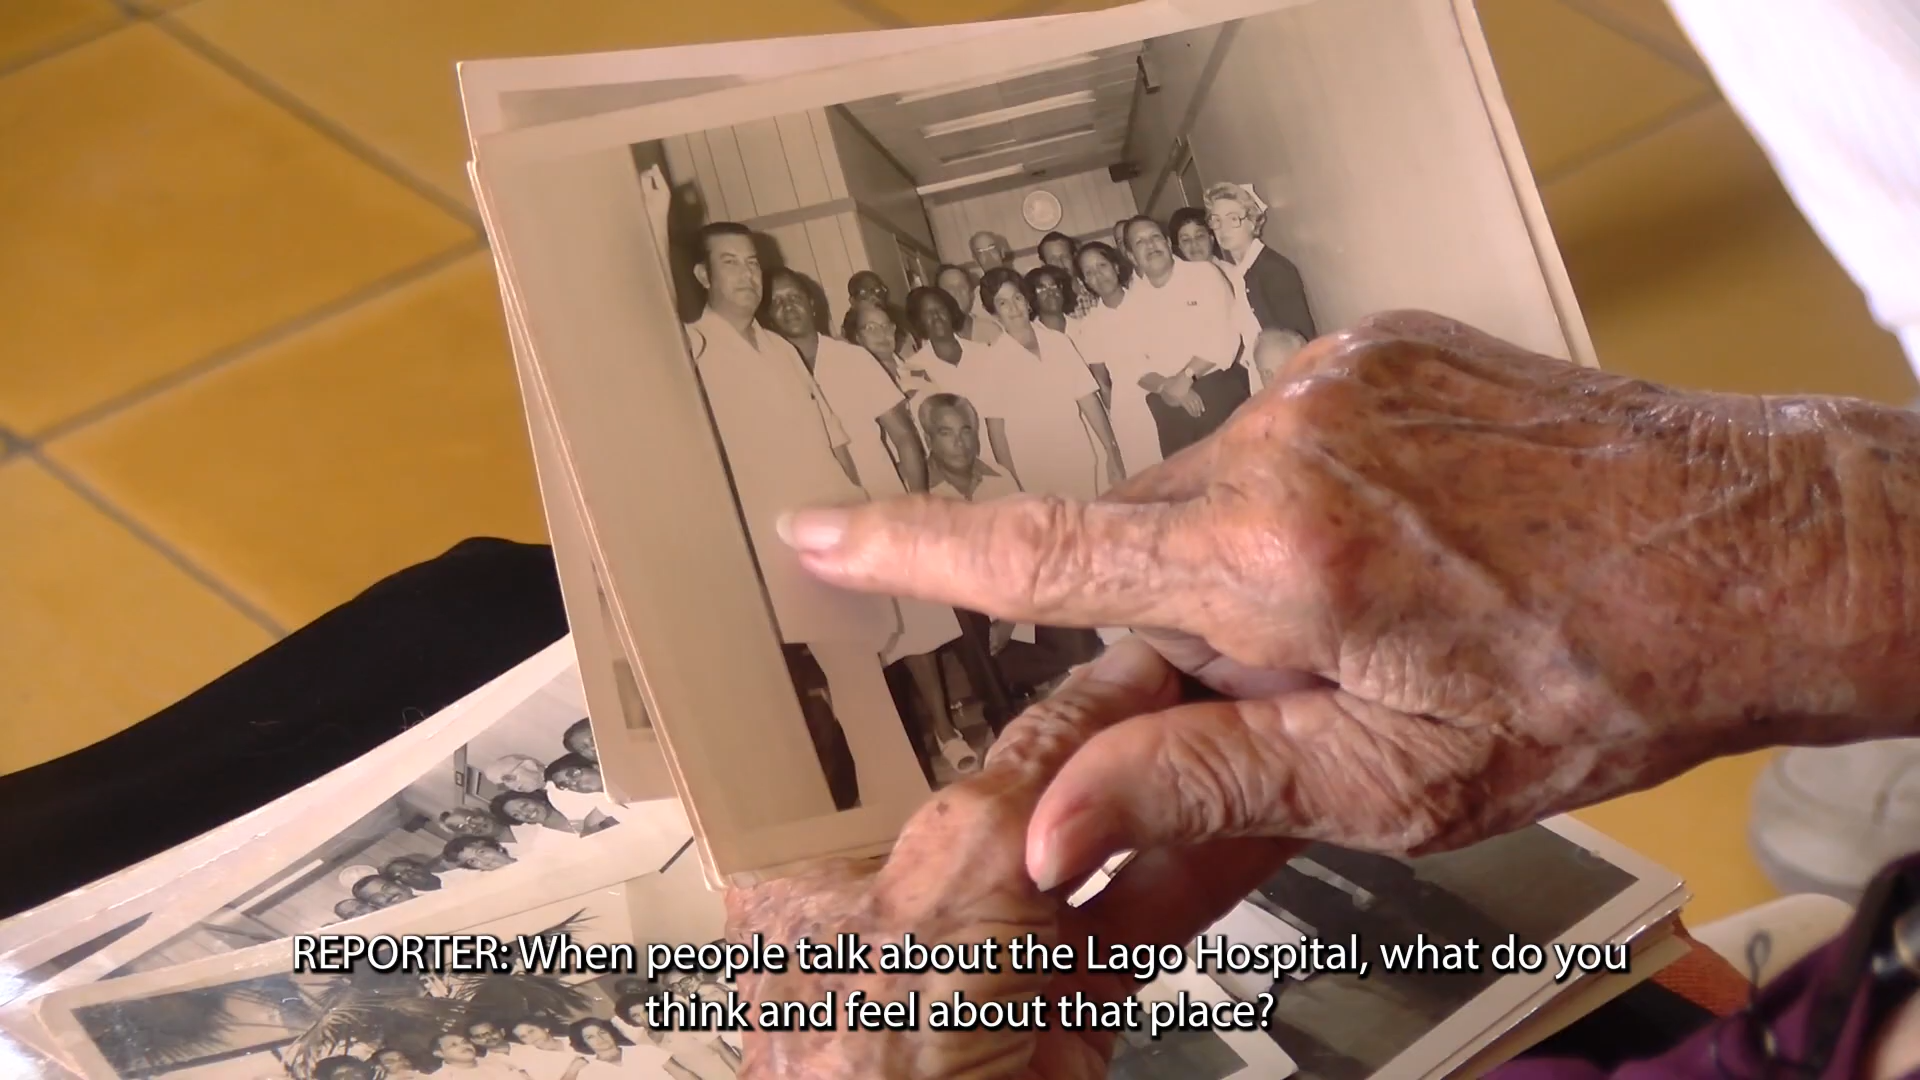 REPORTER: When people talk about the Lago Hospital, what do you
think and feel about that place?